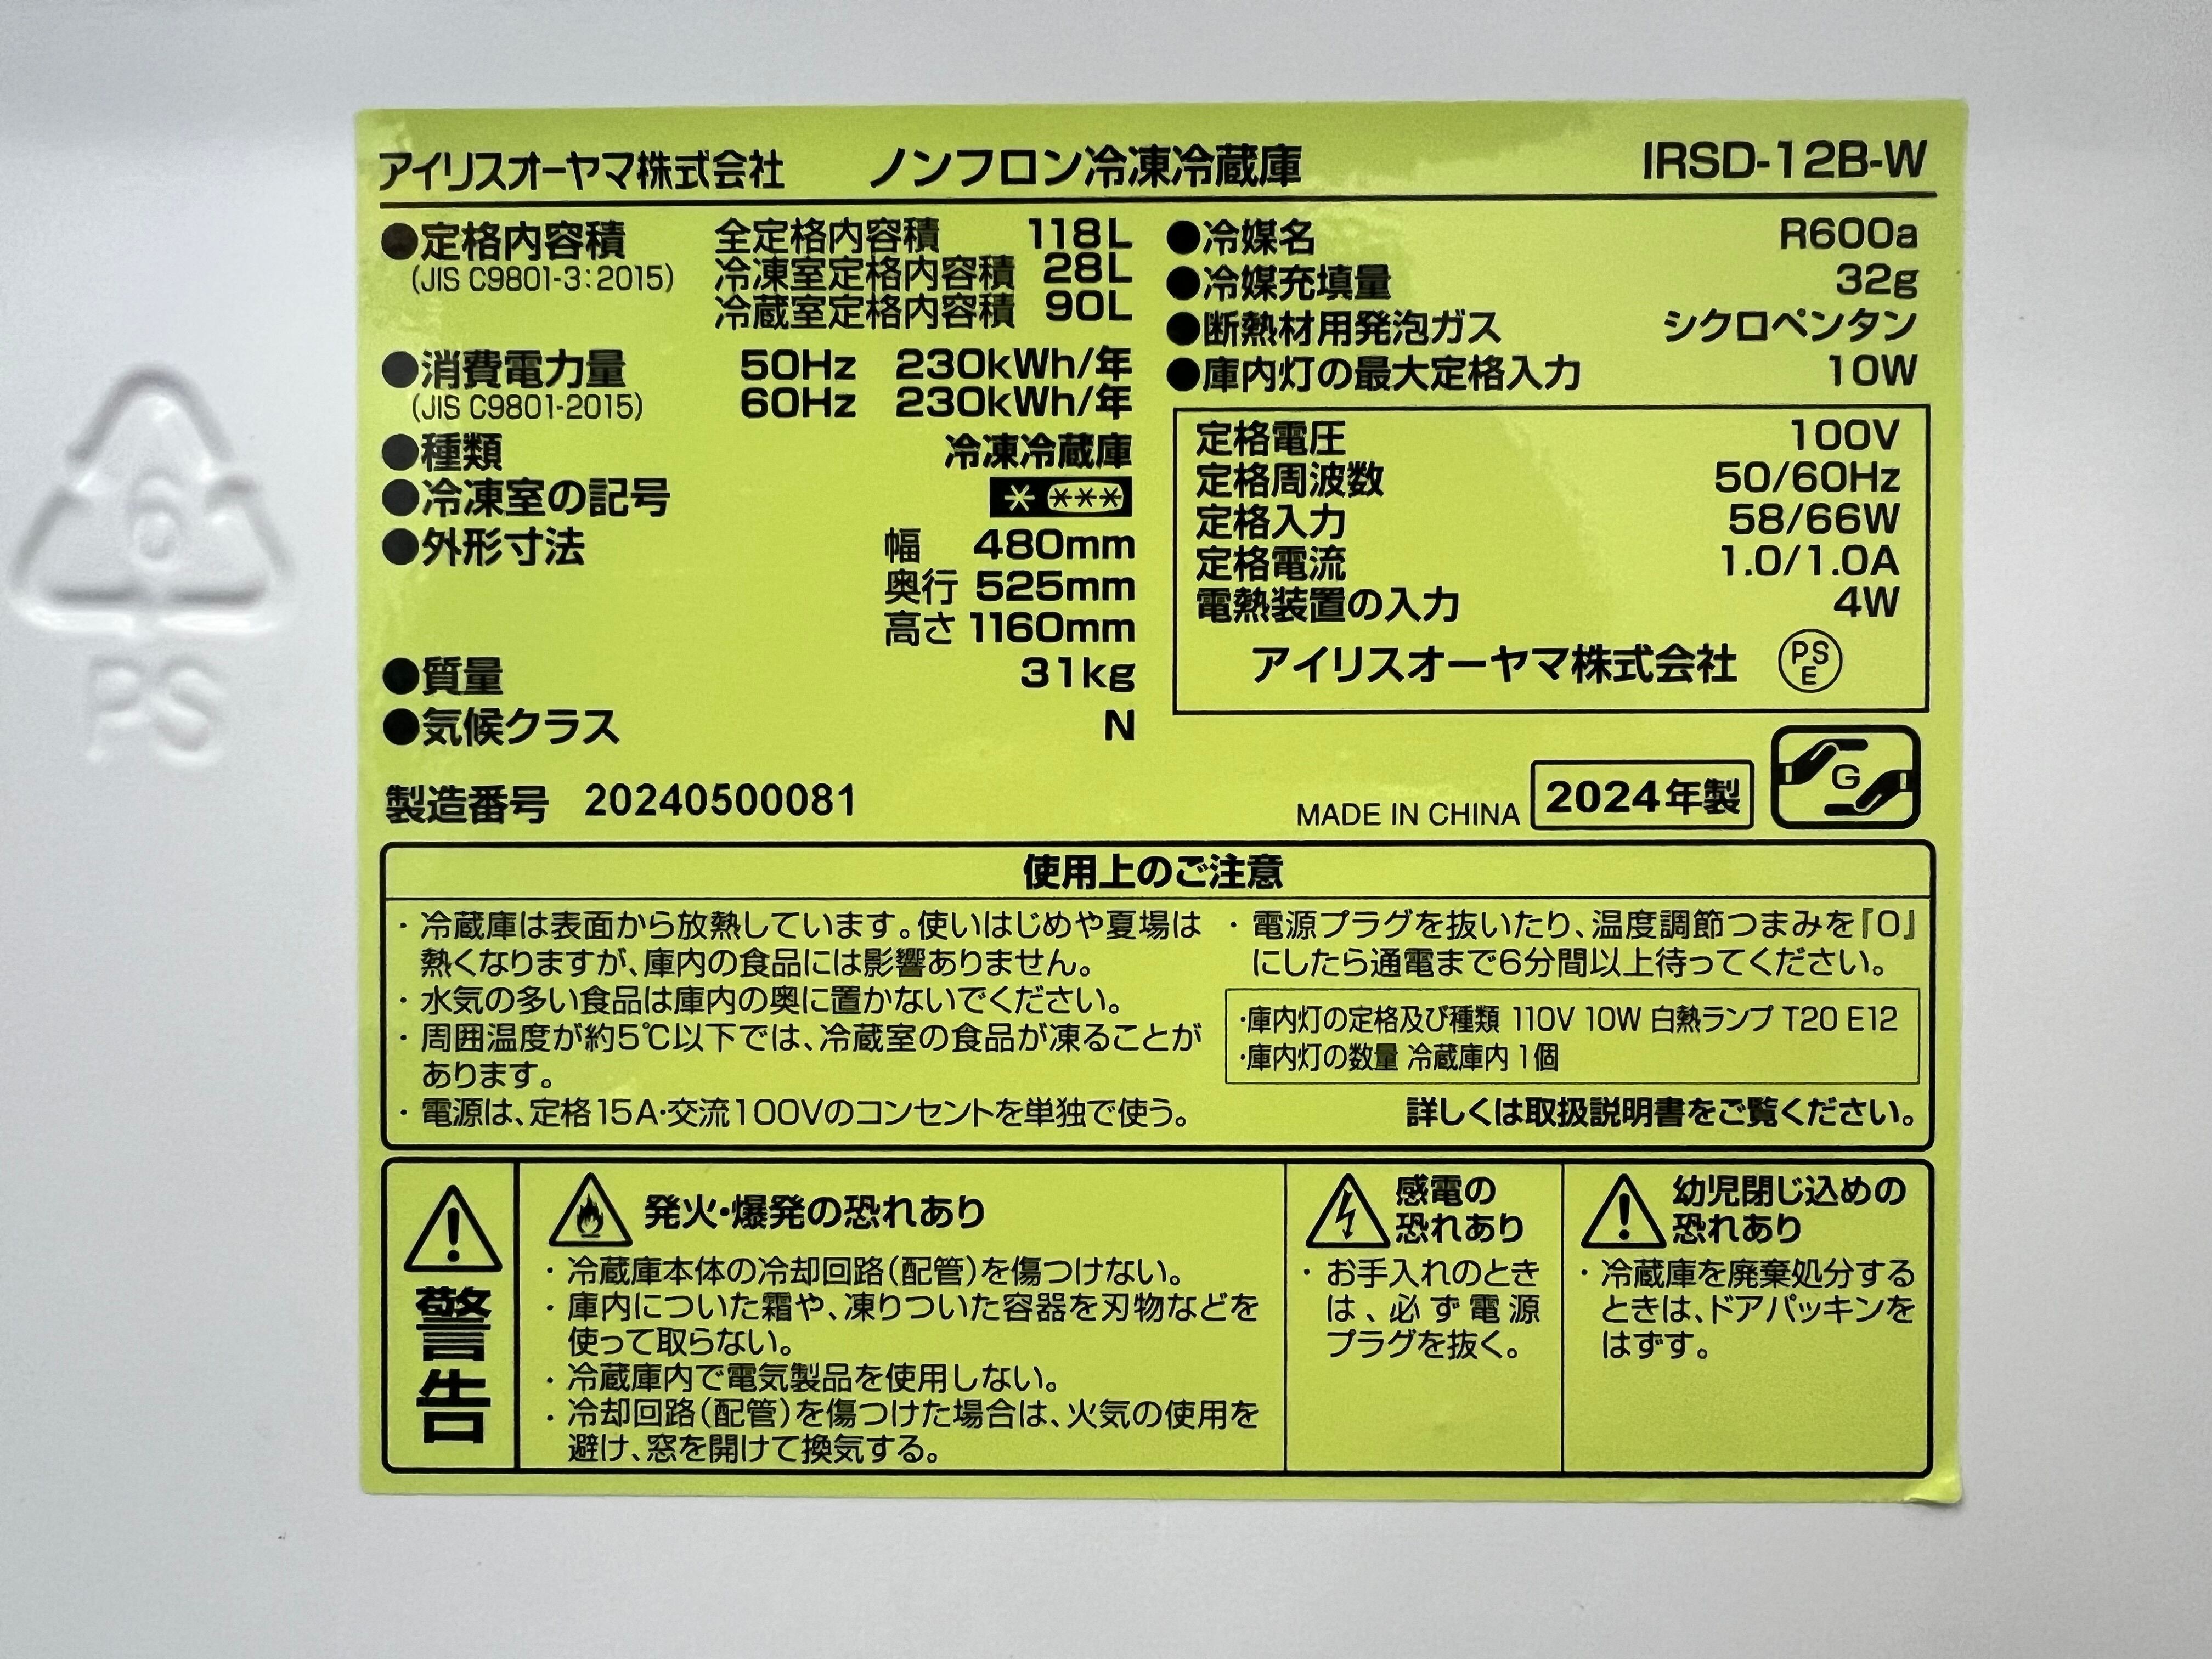 アイリスオーヤマ株式会社 ノンフロン冷凍冷蔵庫 IRSD-12B-W
●定格内容積 全定格内容積 118L
(JIS C9801-3:2015) 冷凍室定格内容積 28L
冷蔵室定格内容積 90L
●消費電力量 50Hz 230kWh/年
(JIS C9801-2015) 60Hz 230kWh/年
●種類 冷凍冷蔵庫
●冷凍室の記号 * ***
●外形寸法 幅 480mm
奥行 525mm
高さ 1160mm
●質量 31kg
●気候クラス N
製造番号 20240500081
●冷媒名 R600a
●冷媒充填量 32g
●断熱材用発泡ガス シクロペンタン
●庫内灯の最大定格入力 10W
定格電圧 100V
定格周波数 50/60Hz
定格入力 58/66W
定格電流 1.0/1.0A
電熱装置の入力 4W
アイリスオーヤマ株式会社 PSE
MADE IN CHINA 2024年製 G
使用上のご注意
・冷蔵庫は表面から放熱しています。使いはじめや夏場は
熱くなりますが、庫内の食品には影響ありません。
・水気の多い食品は庫内の奥に置かないでください。
・周囲温度が約5℃以下では、冷蔵室の食品が凍ることが
あります。
・電源は、定格15A・交流100Vのコンセントを単独で使う。
・電源プラグを抜いたり、温度調節つまみを『0』
にしたら通電まで6分間以上待ってください。
・庫内灯の定格及び種類 110V 10W 白熱ランプ T20 E12
・庫内灯の数量 冷蔵庫内 1個
詳しくは取扱説明書をご覧ください。
警告
発火・爆発の恐れあり
・冷蔵庫本体の冷却回路(配管)を傷つけない。
・庫内についた霜や、凍りついた容器を刃物などを
使って取らない。
・冷蔵庫内で電気製品を使用しない。
・冷却回路(配管)を傷つけた場合は、火気の使用を
避け、窓を開けて換気する。
感電の
恐れあり
・お手入れのとき
は、必ず電源
プラグを抜く。
幼児閉じ込めの
恐れあり
・冷蔵庫を廃棄処分する
ときは、ドアパッキンを
はずす。
6
PS